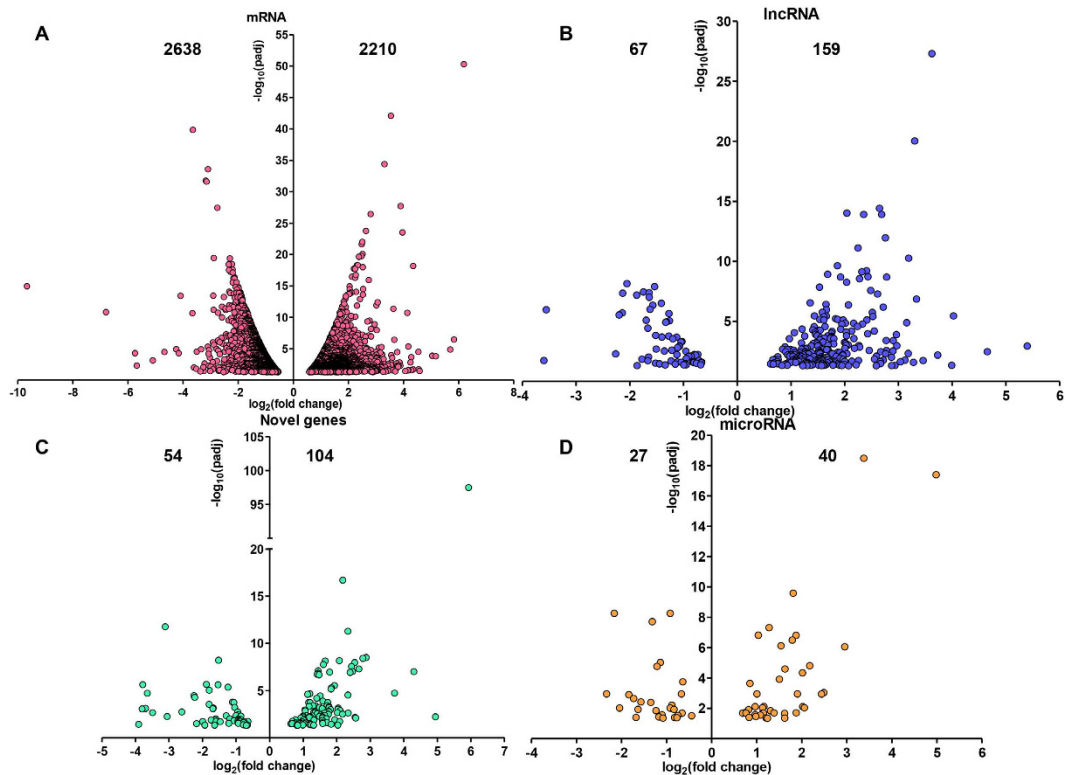 mRNA
A
2638
2210
-log10(padj)
55
50
45
40
35
30
25
20
15
10
5
-10 -8 -6 -4 -2 0 2 4 6 8
log2(fold change)
lncRNA
B
67
159
-log10(padj)
30
25
20
15
10
5
-4 -3 -2 -1 0 1 2 3 4 5 6
log2(fold change)
Novel genes
C
54
104
-log10(padj)
105
100
95
20
15
10
5
-5 -4 -3 -2 -1 0 1 2 3 4 5 6 7
log2(fold change)
microRNA
D
27
40
-log10(padj)
20
18
16
14
12
10
8
6
4
2
-4 -3 -2 -1 0 1 2 3 4 5 6
log2(fold change)